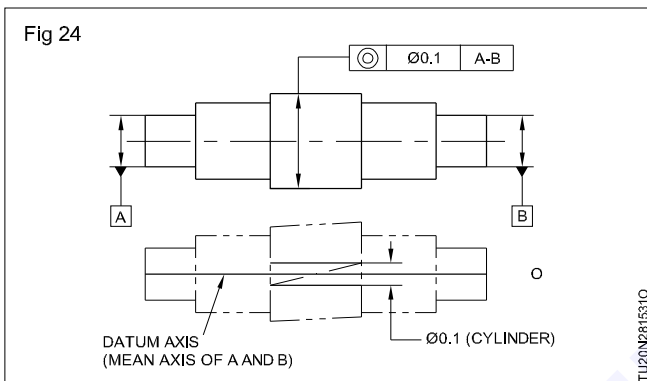 Fig 24
◎ Ø0.1 A-B
A
B
O
DATUM AXIS
(MEAN AXIS OF A AND B)
Ø0.1 (CYLINDER)
TU20N281531O